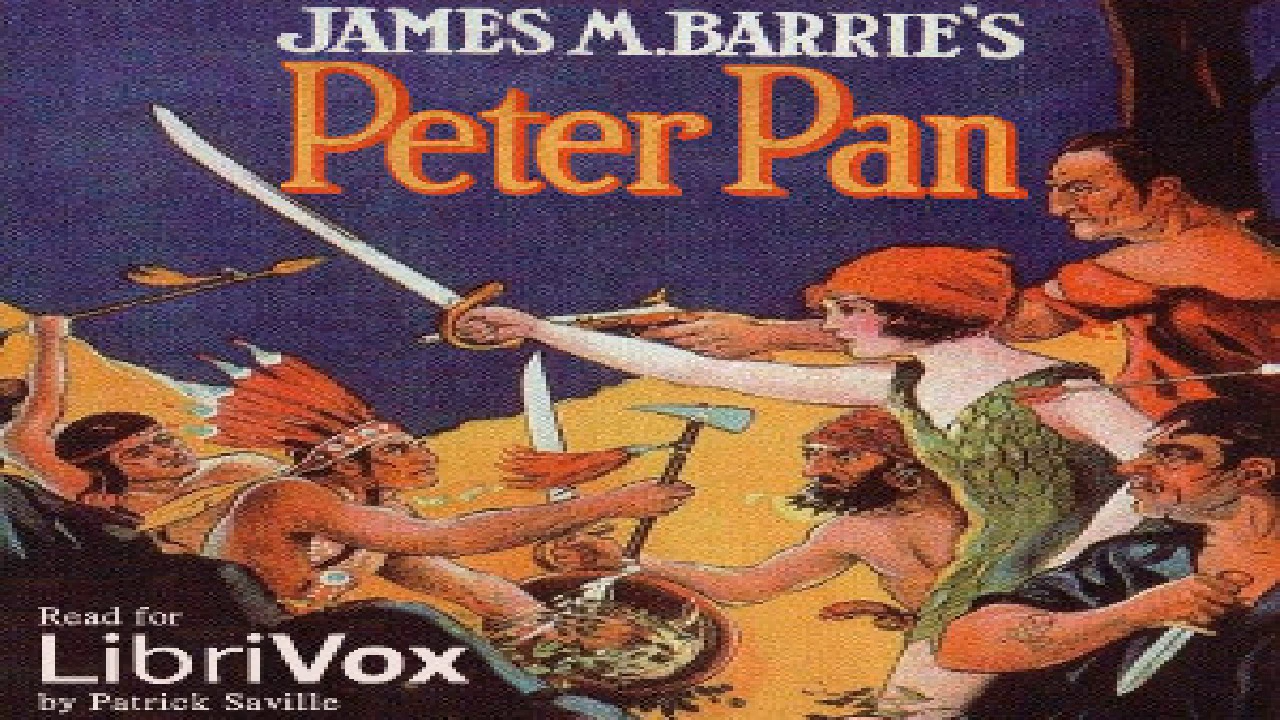 JAMES M. BARRIE'S
Peter Pan
Read for
LibriVox
by Patrick Saville